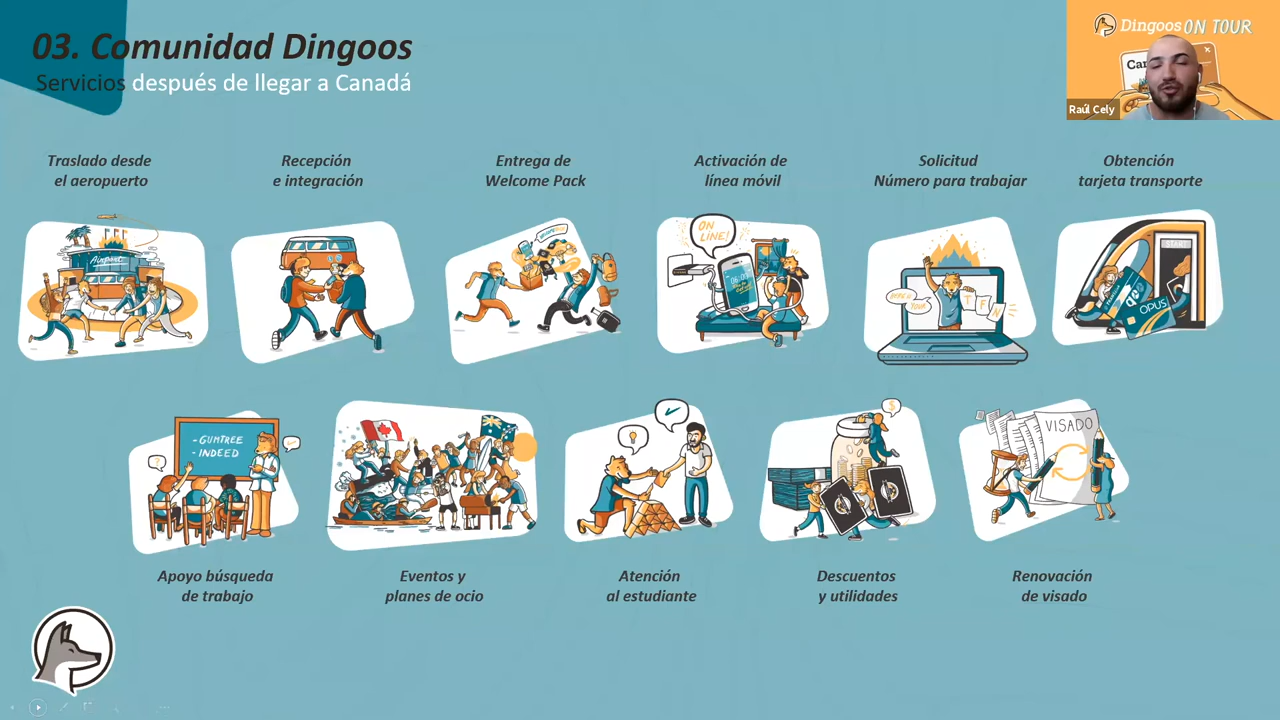 03. Comunidad Dingoos
Servicios después de llegar a Canadá
Dingoos ON TOUR
Raúl Cely
Traslado desde
el aeropuerto
Recepción
e integración
Entrega de
Welcome Pack
Activación de
línea móvil
Solicitud
Número para trabajar
Obtención
tarjeta transporte
Airport
ON
LINE!
T F N
START
OPUS
- GUMTREE
- INDEED
$
VISADO
Apoyo búsqueda
de trabajo
Eventos y
planes de ocio
Atención
al estudiante
Descuentos
y utilidades
Renovación
de visado